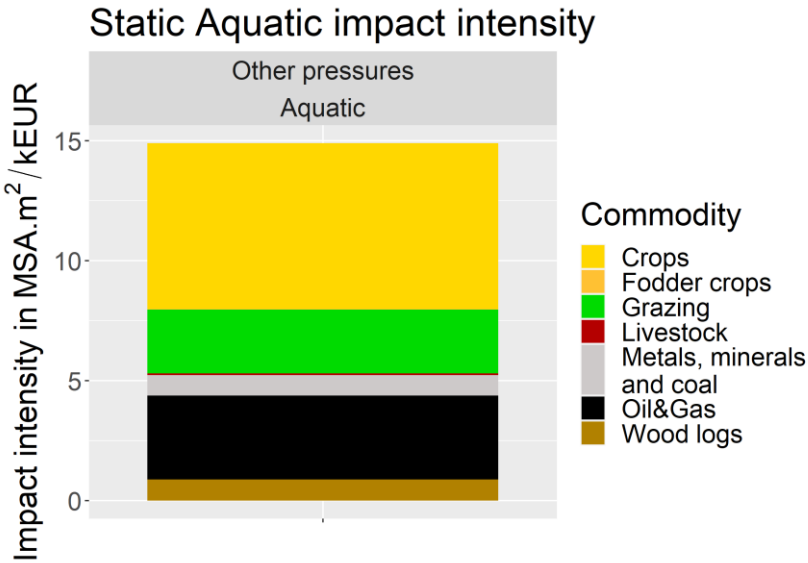 Static Aquatic impact intensity
Other pressures
Aquatic
Impact intensity in MSA.m²/kEUR
15
10
5
0
Commodity
Crops
Fodder crops
Grazing
Livestock
Metals, minerals
and coal
Oil&Gas
Wood logs